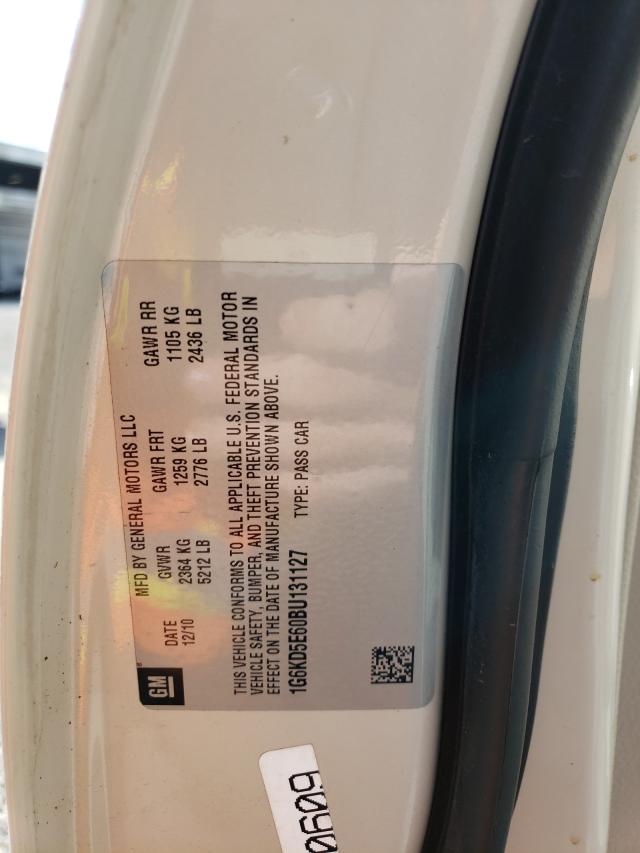 MFD BY GENERAL MOTORS LLC
DATE GVWR GAWR FRT GAWR RR
12/10 2364 KG 1259 KG 1105 KG
5212 LB 2776 LB 2436 LB
GM
THIS VEHICLE CONFORMS TO ALL APPLICABLE U.S. FEDERAL MOTOR
VEHICLE SAFETY, BUMPER, AND THEFT PREVENTION STANDARDS IN
EFFECT ON THE DATE OF MANUFACTURE SHOWN ABOVE.
1G6KD5E60BU131127 TYPE: PASS CAR
0609